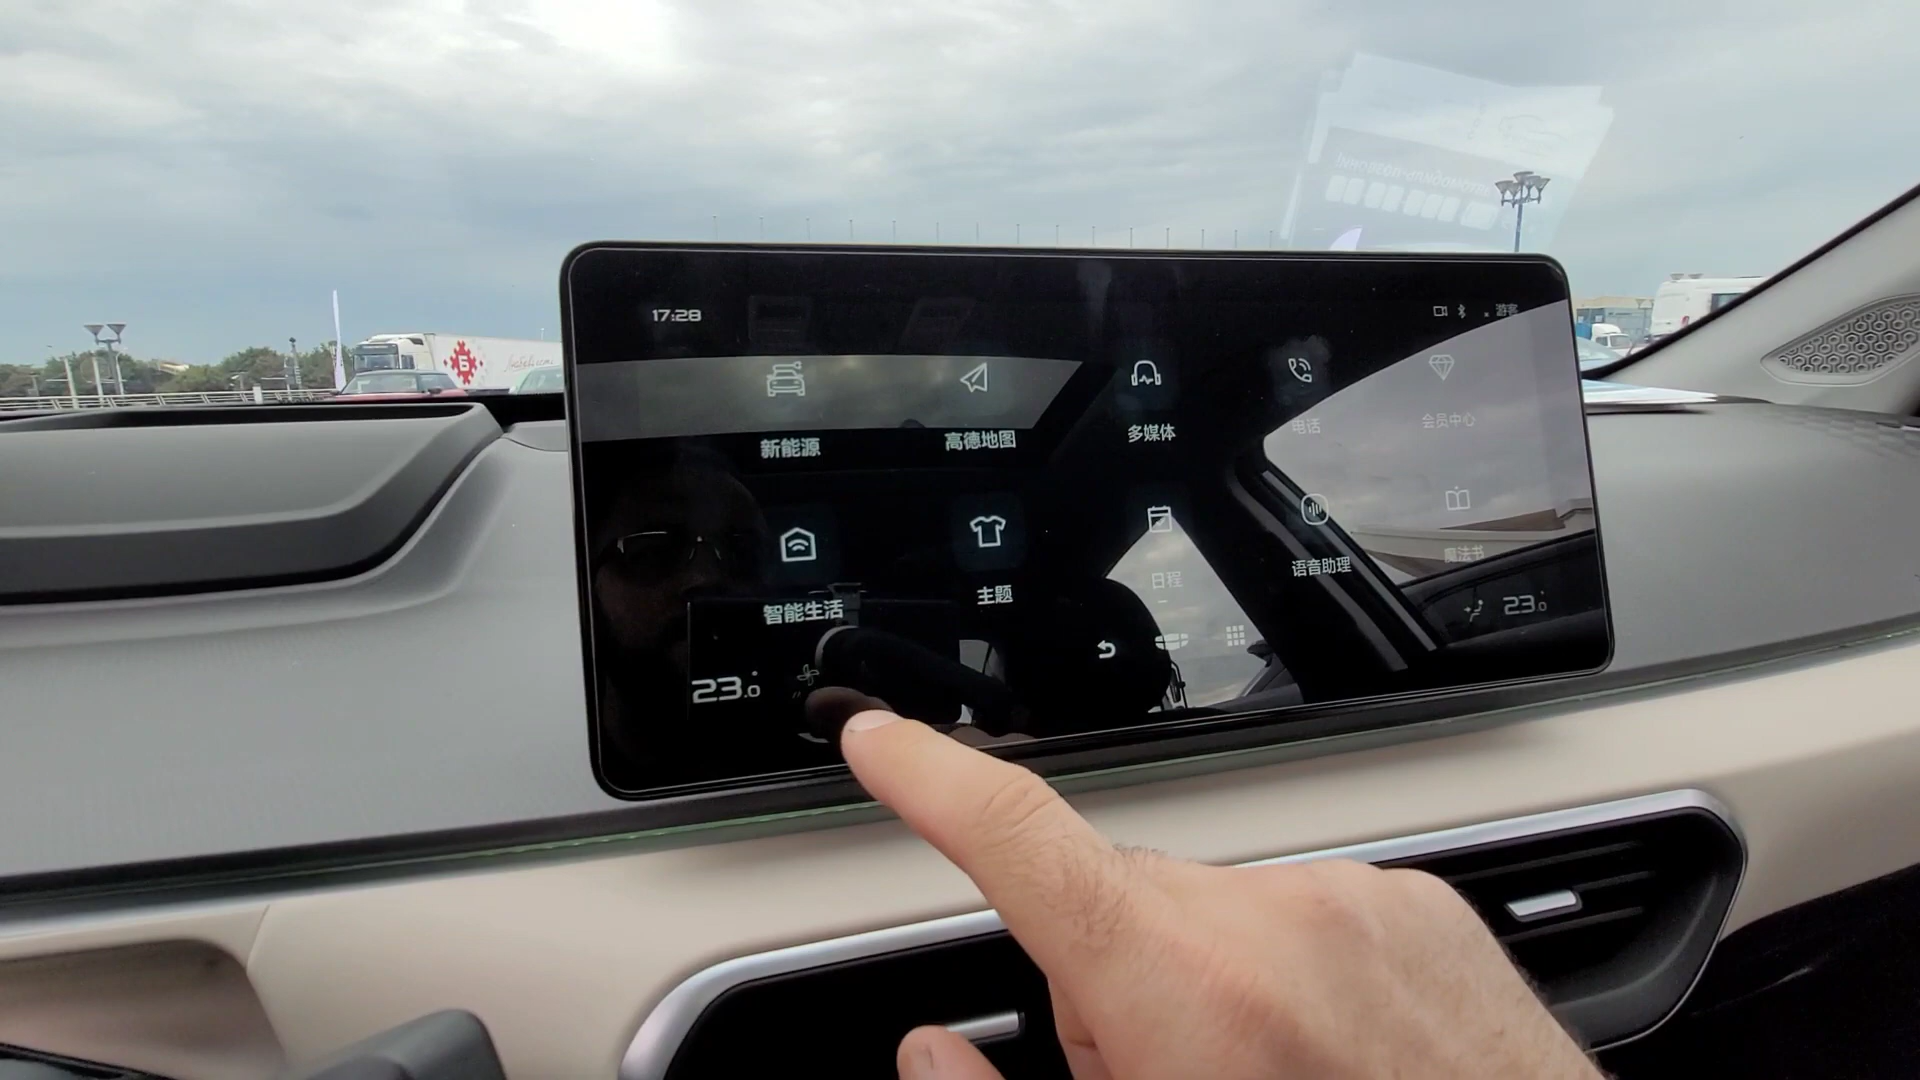 17:28
游客
新能源
高德地图
多媒体
电话
会员中心
智能生活
主题
日程
语音助理
魔法书
23.0
23.0
Б